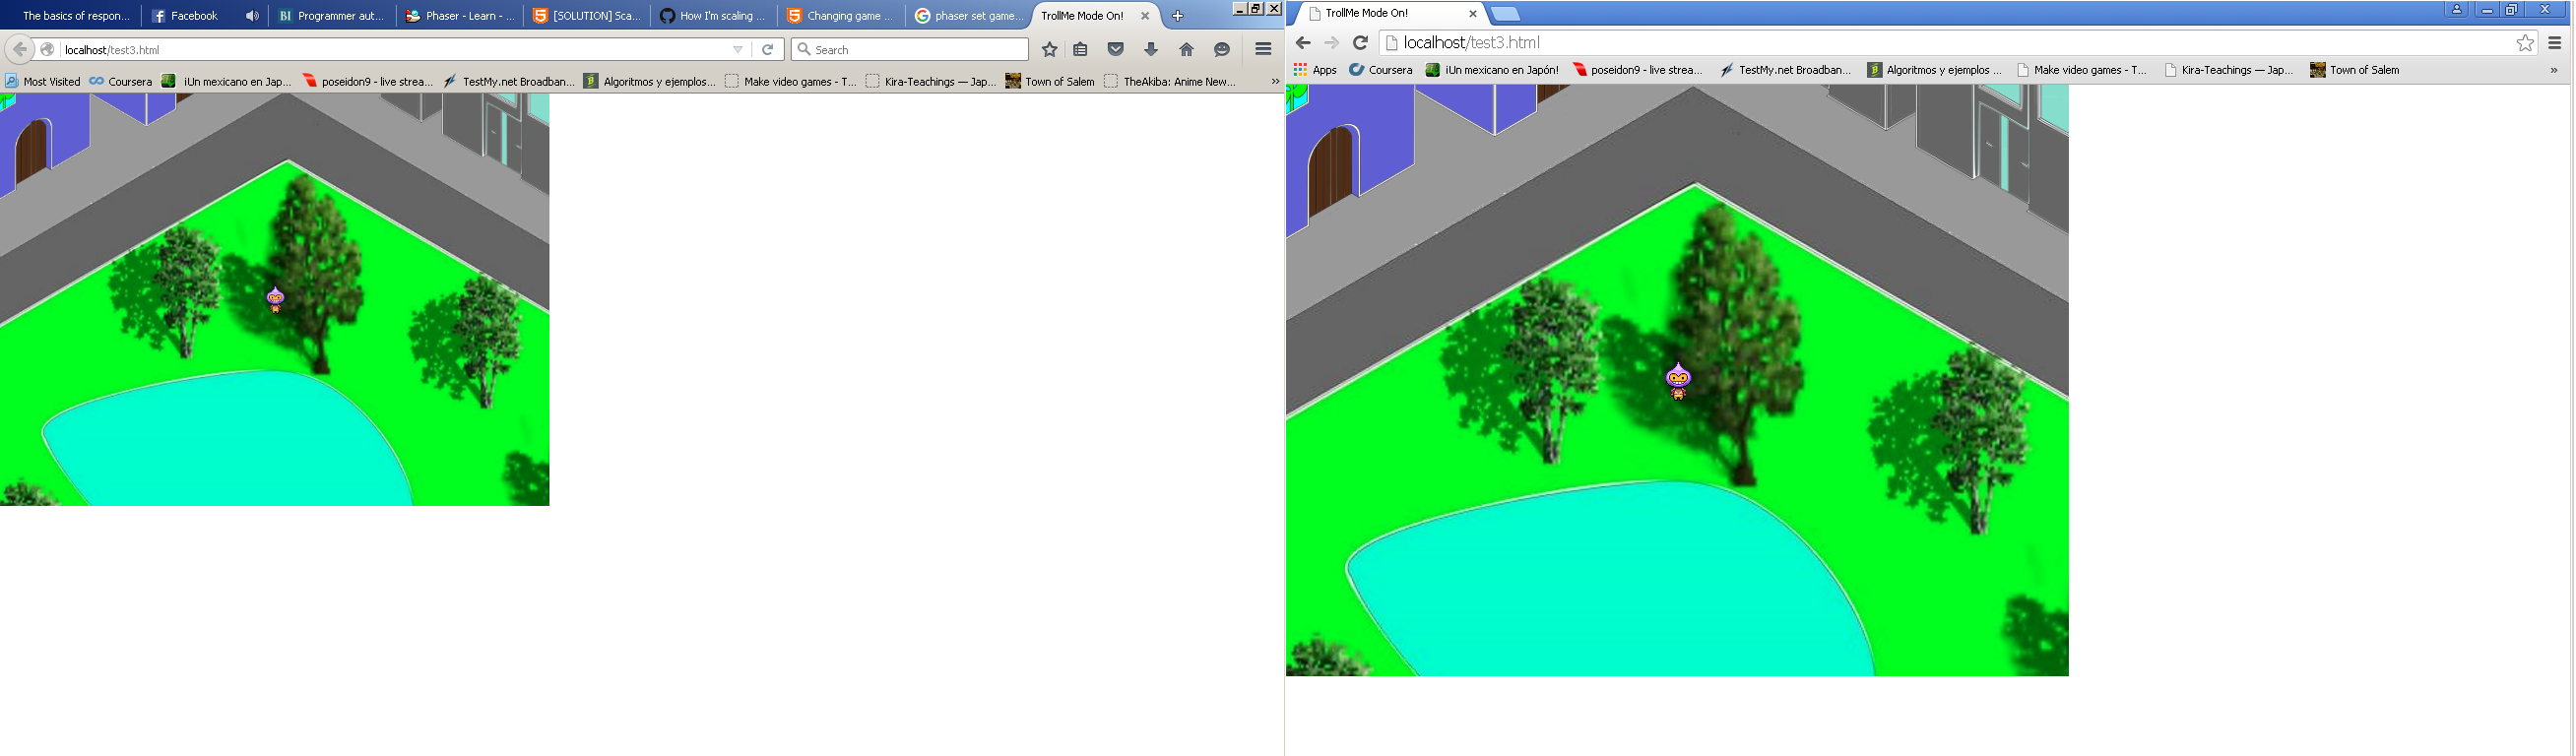 The basics of respon...
Facebook
BI Programmer aut...
Phaser - Learn - ...
[SOLUTION] Sca...
How I'm scaling ...
Changing game ...
phaser set game...
TrollMe Mode On!
localhost/test3.html
Search
Most Visited
Coursera
¡Un mexicano en Jap...
poseidon9 - live strea...
TestMy.net Broadban...
Algoritmos y ejemplos...
Make video games - T...
Kira-Teachings — Jap...
Town of Salem
TheAkiba: Anime New...
TrollMe Mode On!
localhost/test3.html
Apps
Coursera
¡Un mexicano en Japón!
poseidon9 - live strea...
TestMy.net Broadban...
Algoritmos y ejemplos ...
Make video games - T...
Kira-Teachings — Jap...
Town of Salem